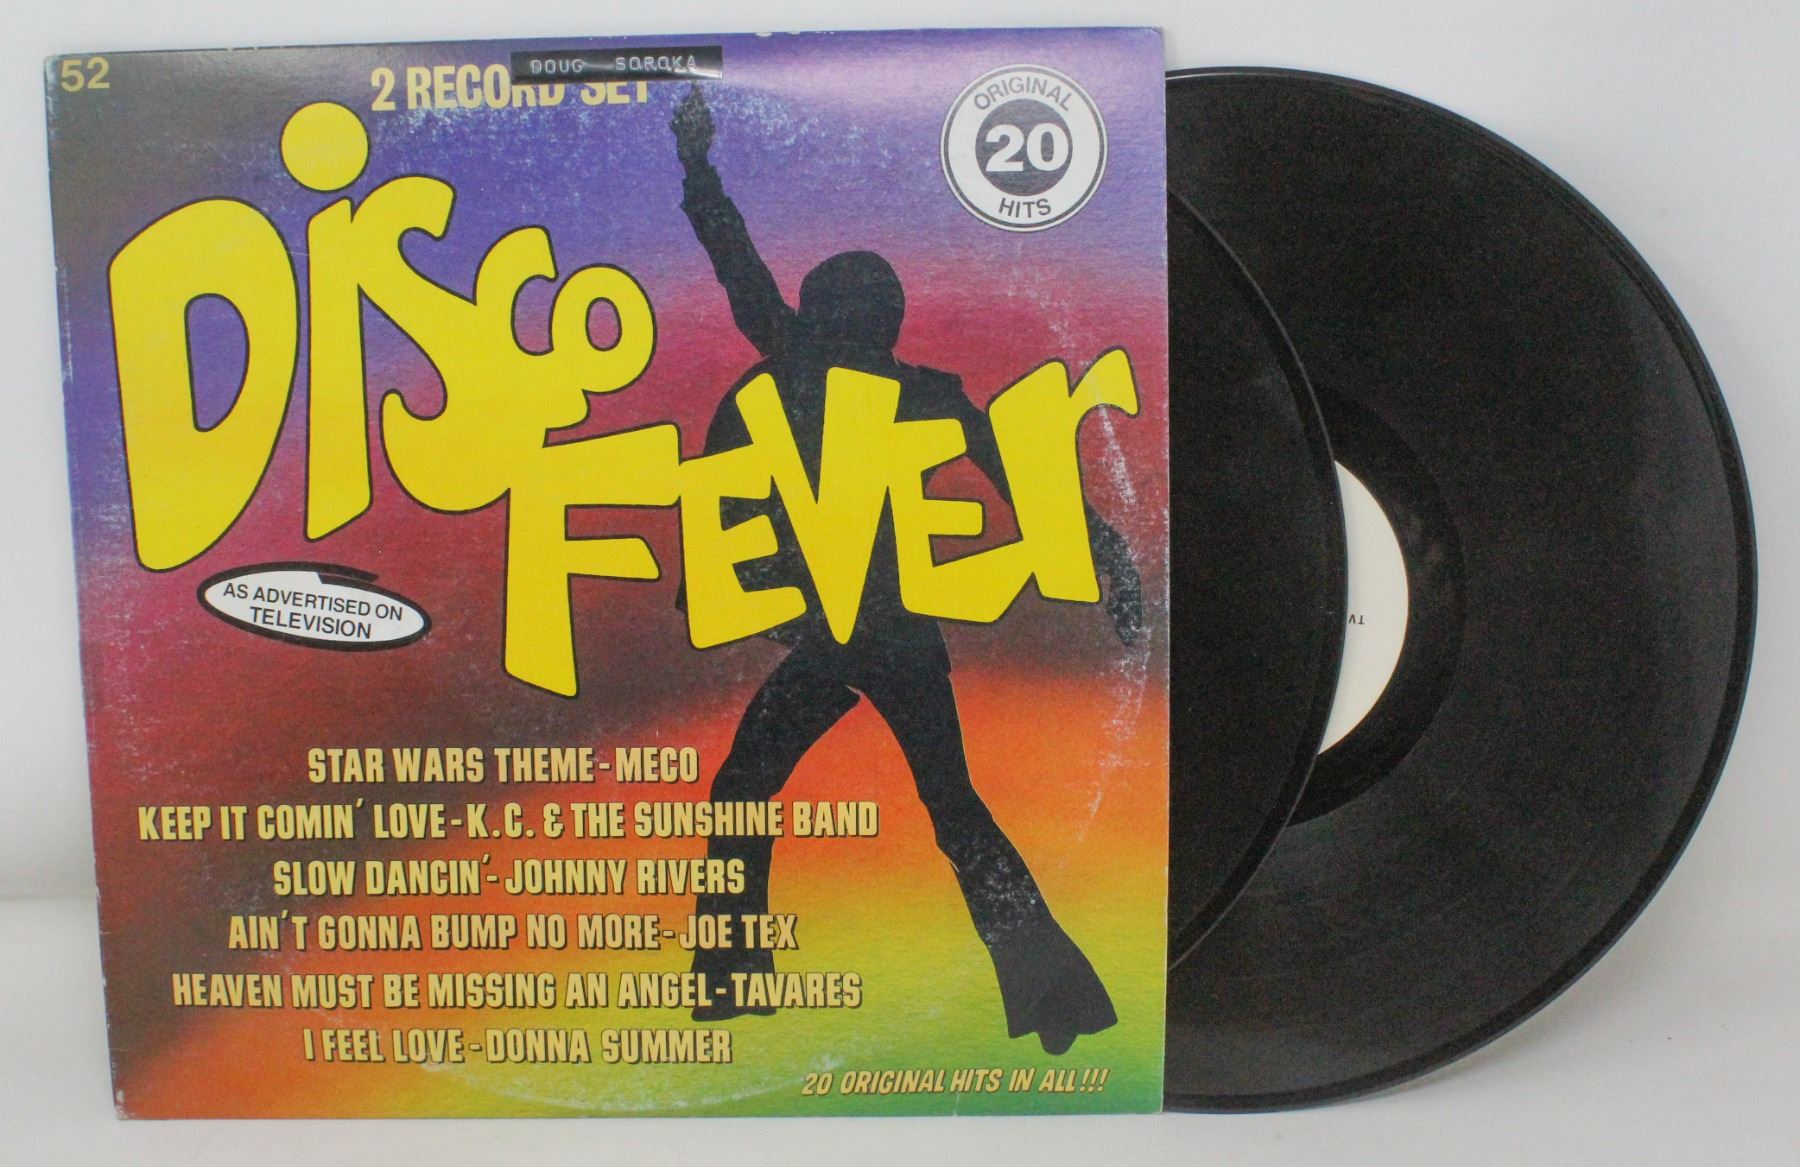 52
DOUG SOROKA
2 RECORD SET
ORIGINAL
20
HITS
Disco
FEVEr
AS ADVERTISED ON
TELEVISION
STAR WARS THEME-MECO
KEEP IT COMIN' LOVE-K.C. & THE SUNSHINE BAND
SLOW DANCIN'-JOHNNY RIVERS
AIN'T GONNA BUMP NO MORE-JOE TEX
HEAVEN MUST BE MISSING AN ANGEL-TAVARES
I FEEL LOVE-DONNA SUMMER
20 ORIGINAL HITS IN ALL!!!
TV